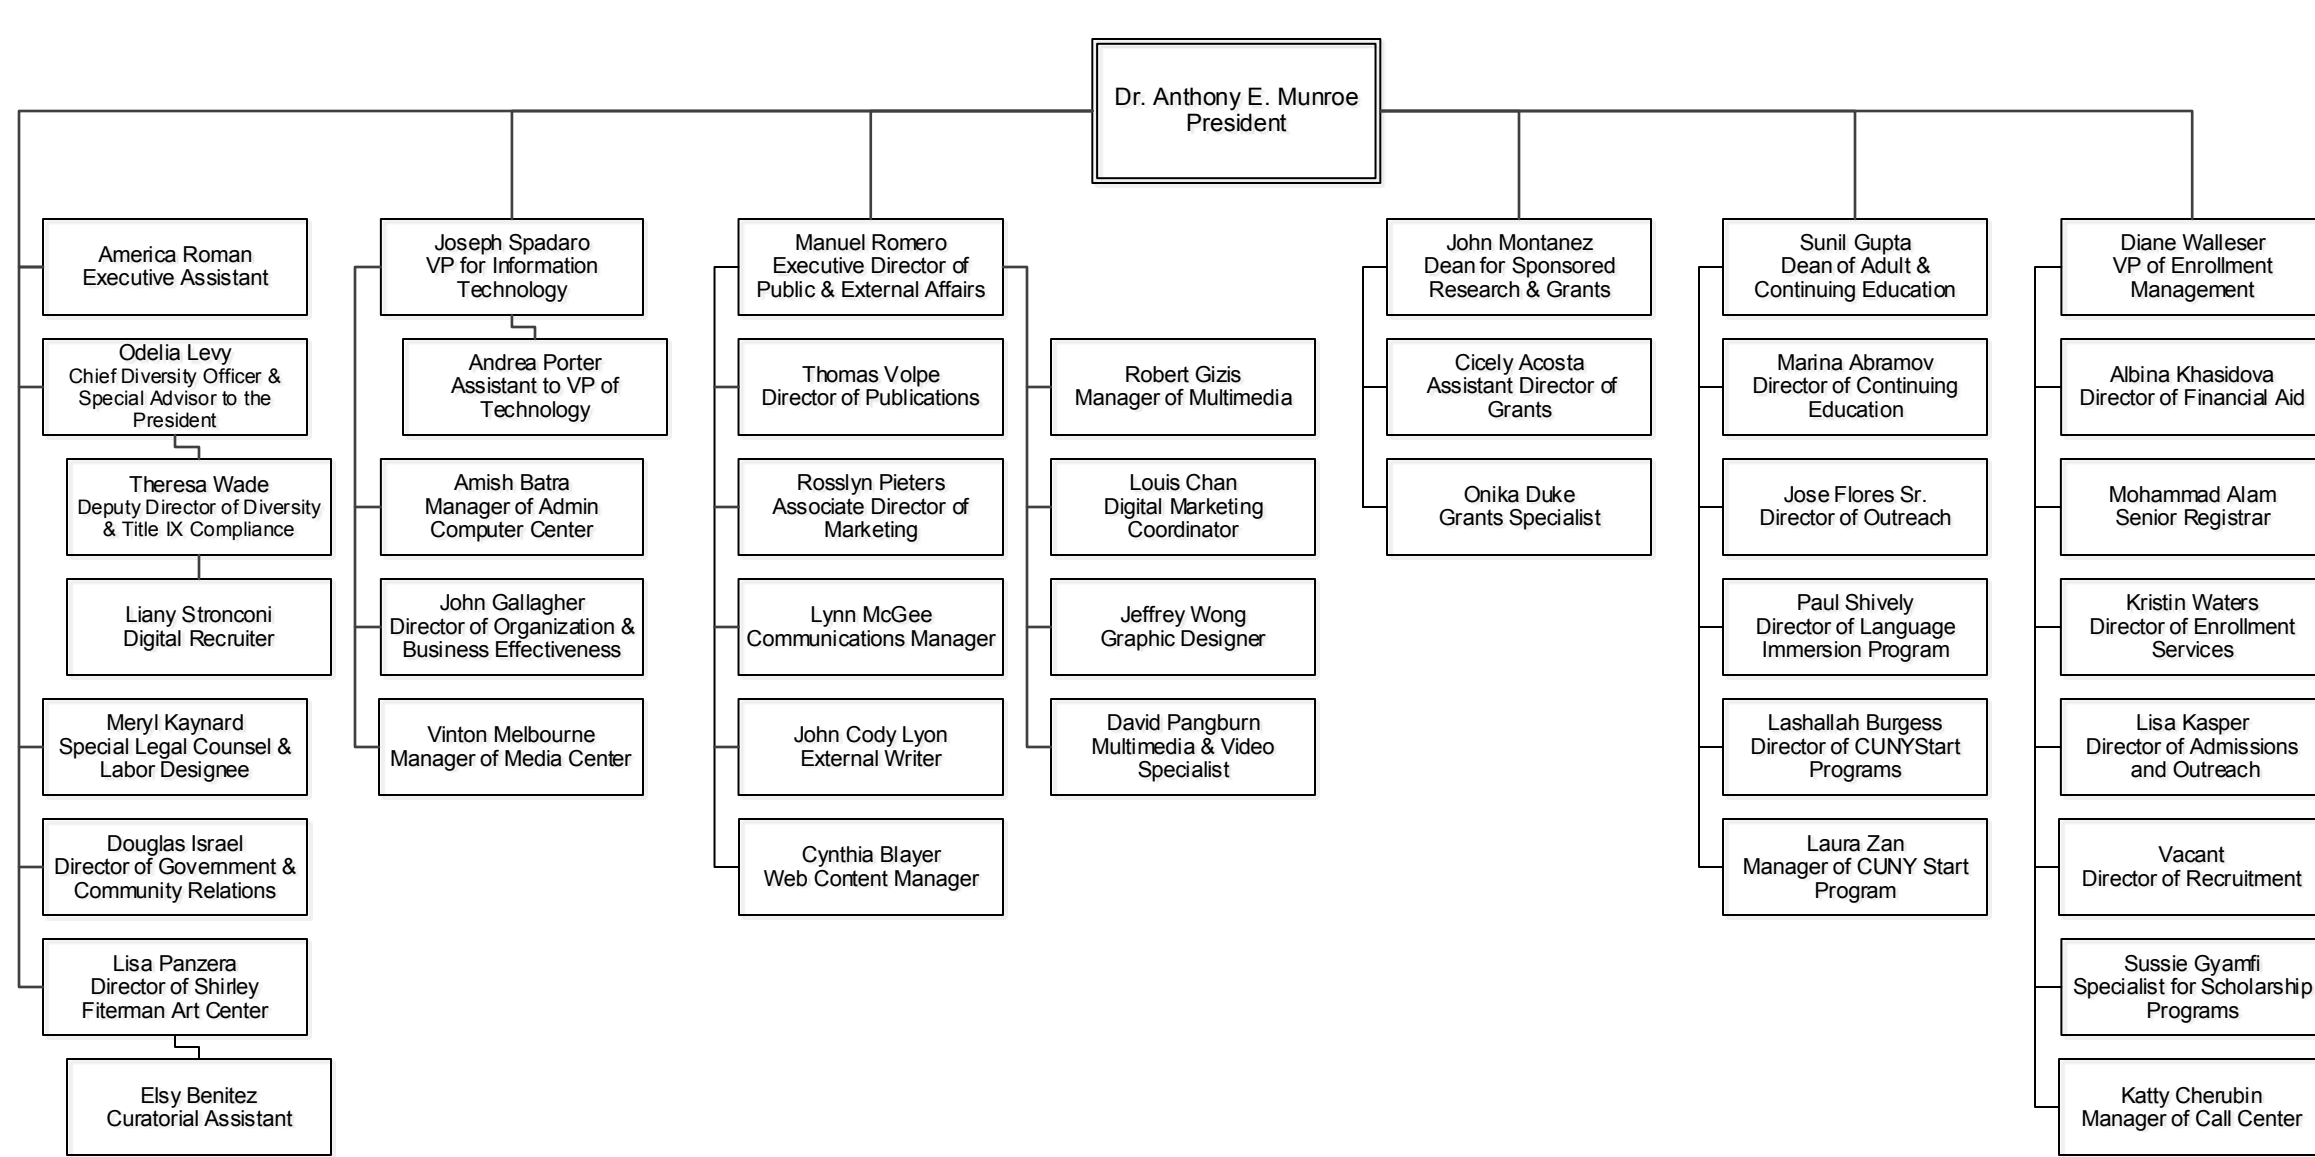 Dr. Anthony E. Munroe
President
America Roman
Executive Assistant
Odelia Levy
Chief Diversity Officer &
Special Advisor to the
President
Theresa Wade
Deputy Director of Diversity
& Title IX Compliance
Liany Stronconi
Digital Recruiter
Meryl Kaynard
Special Legal Counsel &
Labor Designee
Douglas Israel
Director of Government &
Community Relations
Lisa Panzera
Director of Shirley
Fiterman Art Center
Elsy Benitez
Curatorial Assistant
Joseph Spadaro
VP for Information
Technology
Andrea Porter
Assistant to VP of
Technology
Amish Batra
Manager of Admin
Computer Center
John Gallagher
Director of Organization &
Business Effectiveness
Vinton Melbourne
Manager of Media Center
Manuel Romero
Executive Director of
Public & External Affairs
Thomas Volpe
Director of Publications
Rosslyn Pieters
Associate Director of
Marketing
Lynn McGee
Communications Manager
John Cody Lyon
External Writer
Cynthia Blayer
Web Content Manager
Robert Gizis
Manager of Multimedia
Louis Chan
Digital Marketing
Coordinator
Jeffrey Wong
Graphic Designer
David Pangburn
Multimedia & Video
Specialist
John Montanez
Dean for Sponsored
Research & Grants
Cicely Acosta
Assistant Director of
Grants
Onika Duke
Grants Specialist
Sunil Gupta
Dean of Adult &
Continuing Education
Marina Abramov
Director of Continuing
Education
Jose Flores Sr.
Director of Outreach
Paul Shively
Director of Language
Immersion Program
Lashallah Burgess
Director of CUNYStart
Programs
Laura Zan
Manager of CUNY Start
Program
Diane Walleser
VP of Enrollment
Management
Albina Khasidova
Director of Financial Aid
Mohammad Alam
Senior Registrar
Kristin Waters
Director of Enrollment
Services
Lisa Kasper
Director of Admissions
and Outreach
Vacant
Director of Recruitment
Sussie Gyamfi
Specialist for Scholarship
Programs
Katty Cherubin
Manager of Call Center